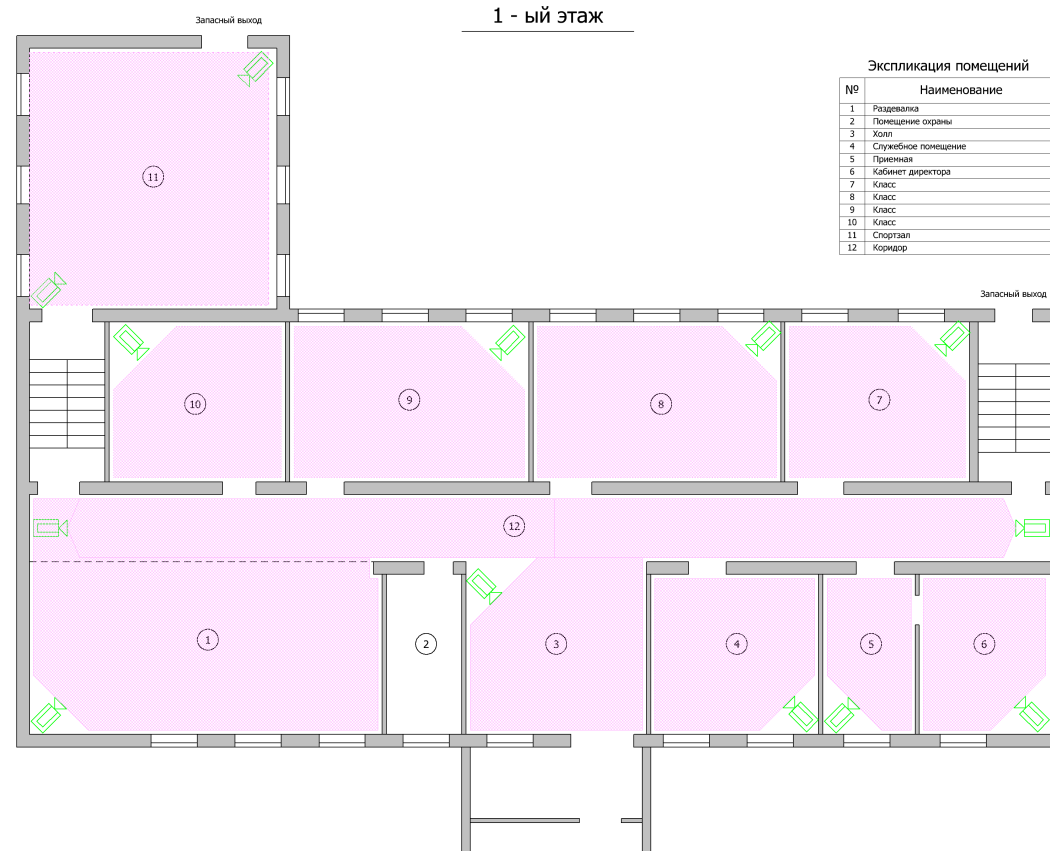 1 - ый этаж
Запасный выход
Экспликация помещений
№ Наименование
1 Раздевалка
2 Помещение охраны
3 Холл
4 Служебное помещение
5 Приемная
6 Кабинет директора
7 Класс
8 Класс
9 Класс
10 Класс
11 Спортзал
12 Коридор
11
Запасный выход
10
9
8
7
12
1
2
3
4
5
6